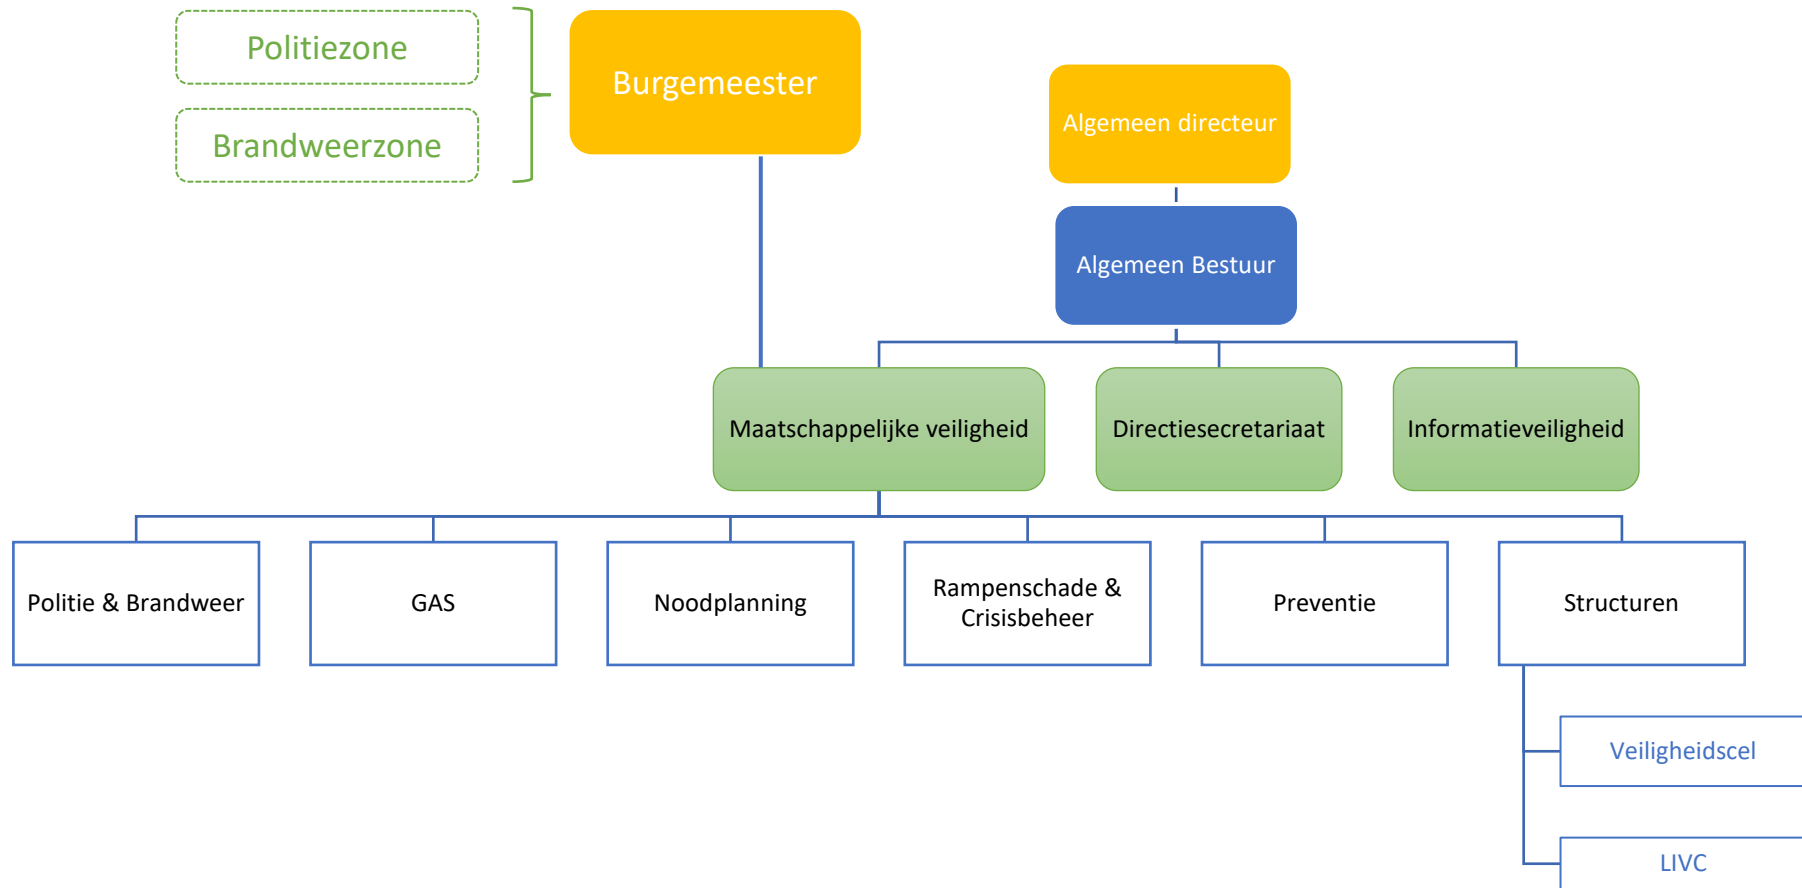 Politiezone
Brandweerzone
Burgemeester
Algemeen directeur
Algemeen Bestuur
Maatschappelijke veiligheid
Directiesecretariaat
Informatieveiligheid
Politie & Brandweer
GAS
Noodplanning
Rampenschade &
Crisisbeheer
Preventie
Structuren
Veiligheidscel
LIVC